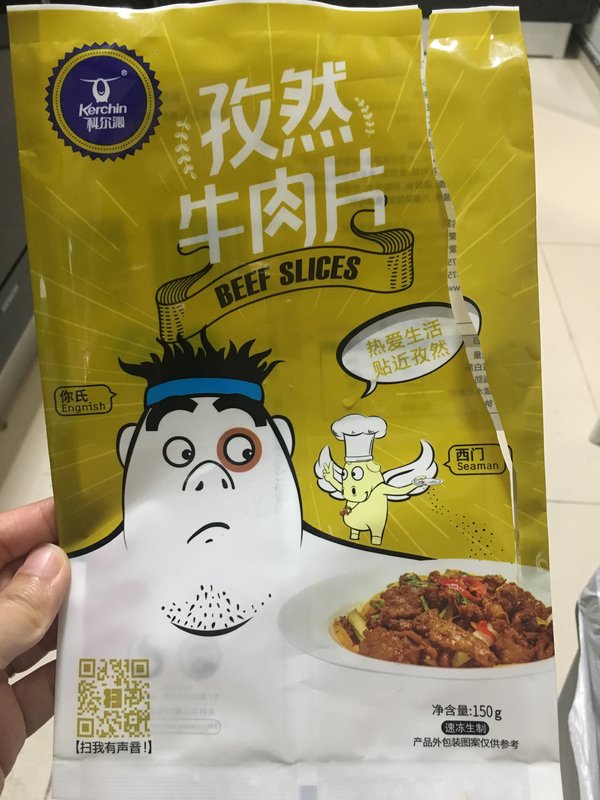 Kerchin
科尔沁
®
孜然
牛肉片
BEEF SLICES
热爱生活
贴近孜然
你氏
Engnish
西门
Seaman
净含量:150g
速冻生制
【扫我有声音!】
产品外包装图案仅供参考